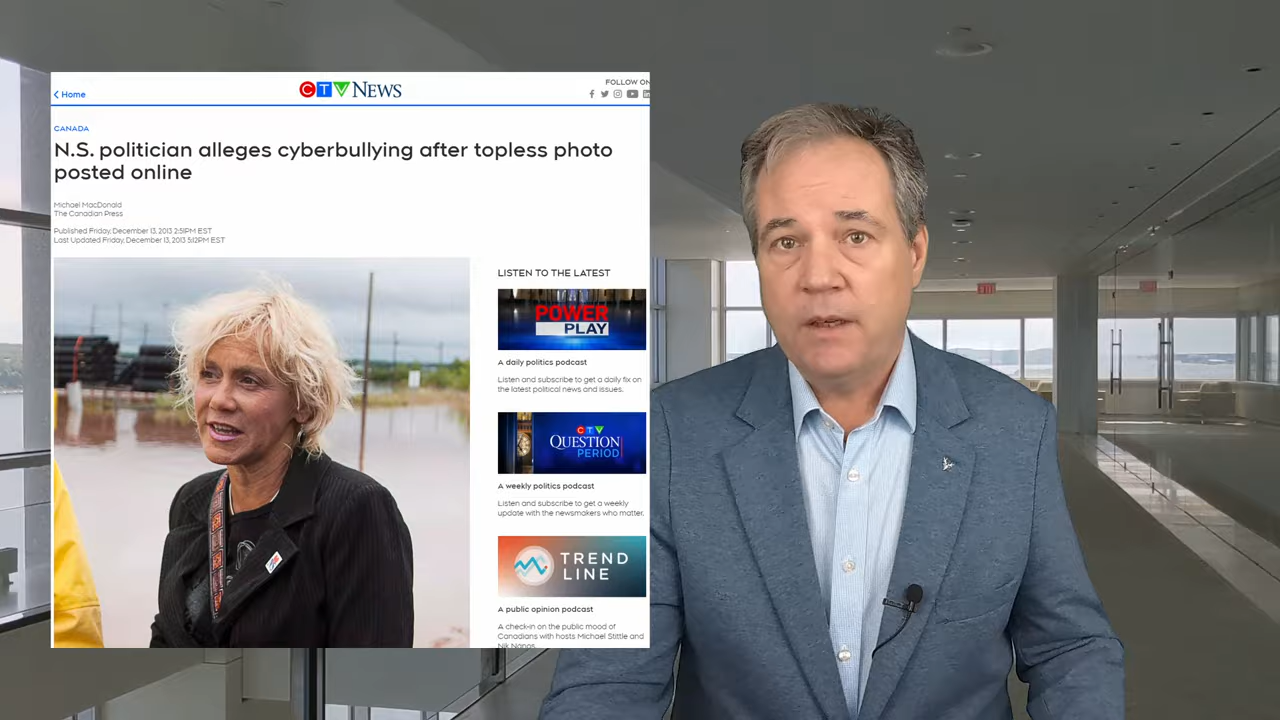 Home
CTV News
FOLLOW ON
CANADA
N.S. politician alleges cyberbullying after topless photo
posted online
Michael MacDonald
The Canadian Press
Published Friday, December 13, 2013 2:51PM EST
Last Updated Friday, December 13, 2013 5:12PM EST
LISTEN TO THE LATEST
POWER
PLAY
A daily politics podcast
Listen and subscribe to get a daily fix on
the latest political news and issues.
CTV
QUESTION
PERIOD
A weekly politics podcast
Listen and subscribe to get a weekly
update with the newsmakers who matter.
TREND
LINE
A public opinion podcast
A check-in on the public mood of
Canadians with hosts Michael Stittle and
Nik Nanos.